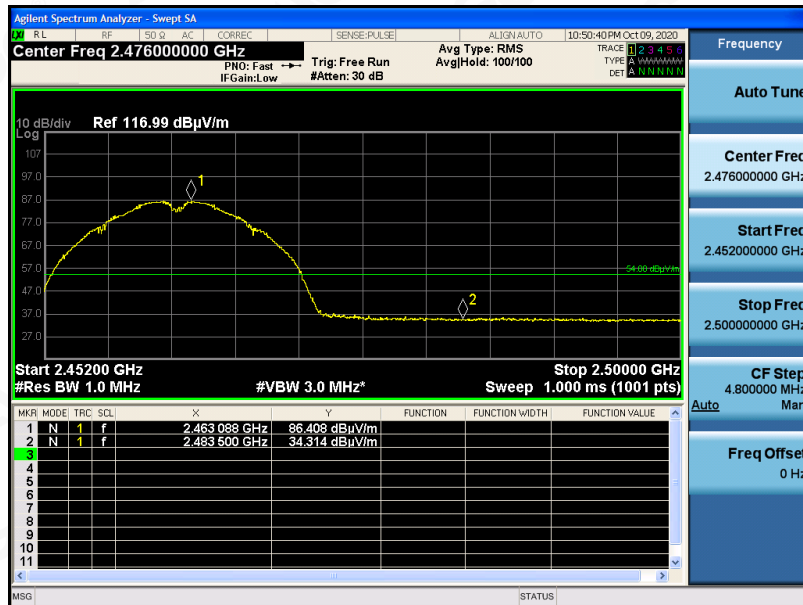 Agilent Spectrum Analyzer - Swept SA
LXI RL RF 50 Ω AC CORREC SENSE:PULSE ALIGN AUTO 10:50:40 PM Oct 09, 2020
Center Freq 2.476000000 GHz
PNO: Fast
IFGain:Low
Trig: Free Run
#Atten: 30 dB
Avg Type: RMS
Avg|Hold: 100/100
TRACE 1 2 3 4 5 6
TYPE A WWWWW
DET A N N N N N
10 dB/div Ref 116.99 dBµV/m
Log
107
97.0
87.0
77.0
67.0
57.0
47.0
37.0
27.0
1
54.00 dBµV/m
2
Start 2.45200 GHz Stop 2.50000 GHz
#Res BW 1.0 MHz #VBW 3.0 MHz* Sweep 1.000 ms (1001 pts)
MKR MODE TRC SCL X Y FUNCTION FUNCTION WIDTH FUNCTION VALUE
1 N 1 f 2.463 088 GHz 86.408 dBµV/m
2 N 1 f 2.483 500 GHz 34.314 dBµV/m
3
4
5
6
7
8
9
10
11
MSG STATUS
Frequency
Auto Tune
Center Freq
2.476000000 GHz
Start Freq
2.452000000 GHz
Stop Freq
2.500000000 GHz
CF Step
4.800000 MHz
Auto Man
Freq Offset
0 Hz